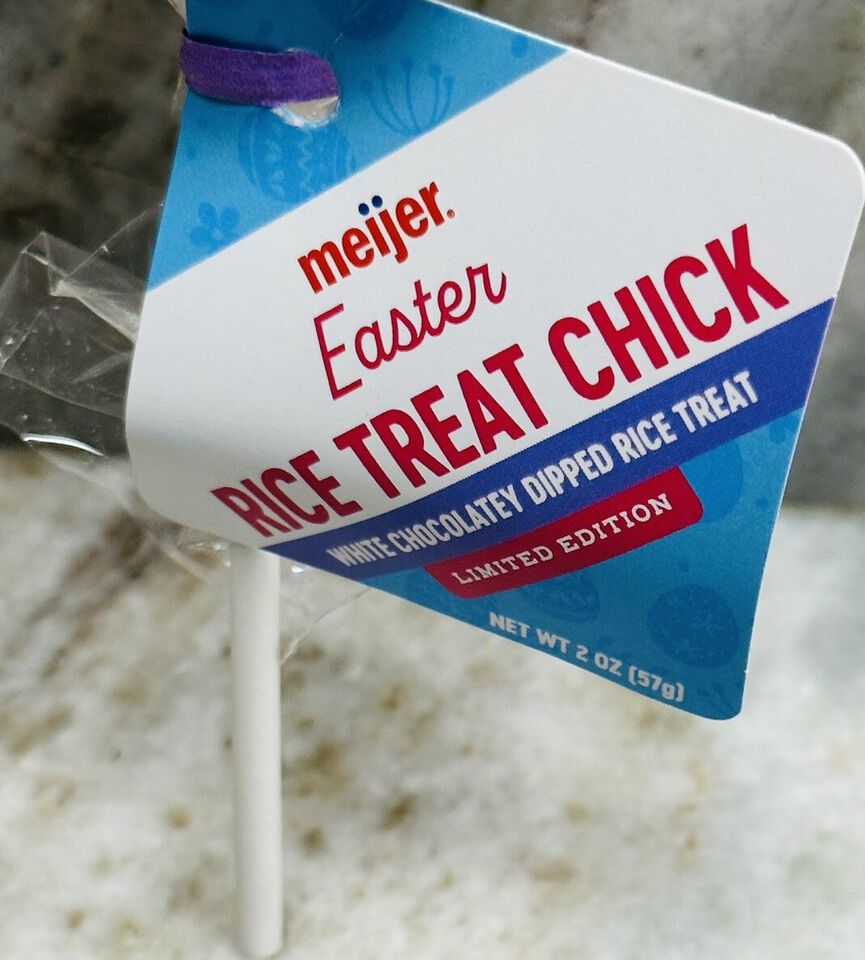 meijer.
Easter
RICE TREAT CHICK
WHITE CHOCOLATEY DIPPED RICE TREAT
LIMITED EDITION
NET WT 2 OZ (57g)